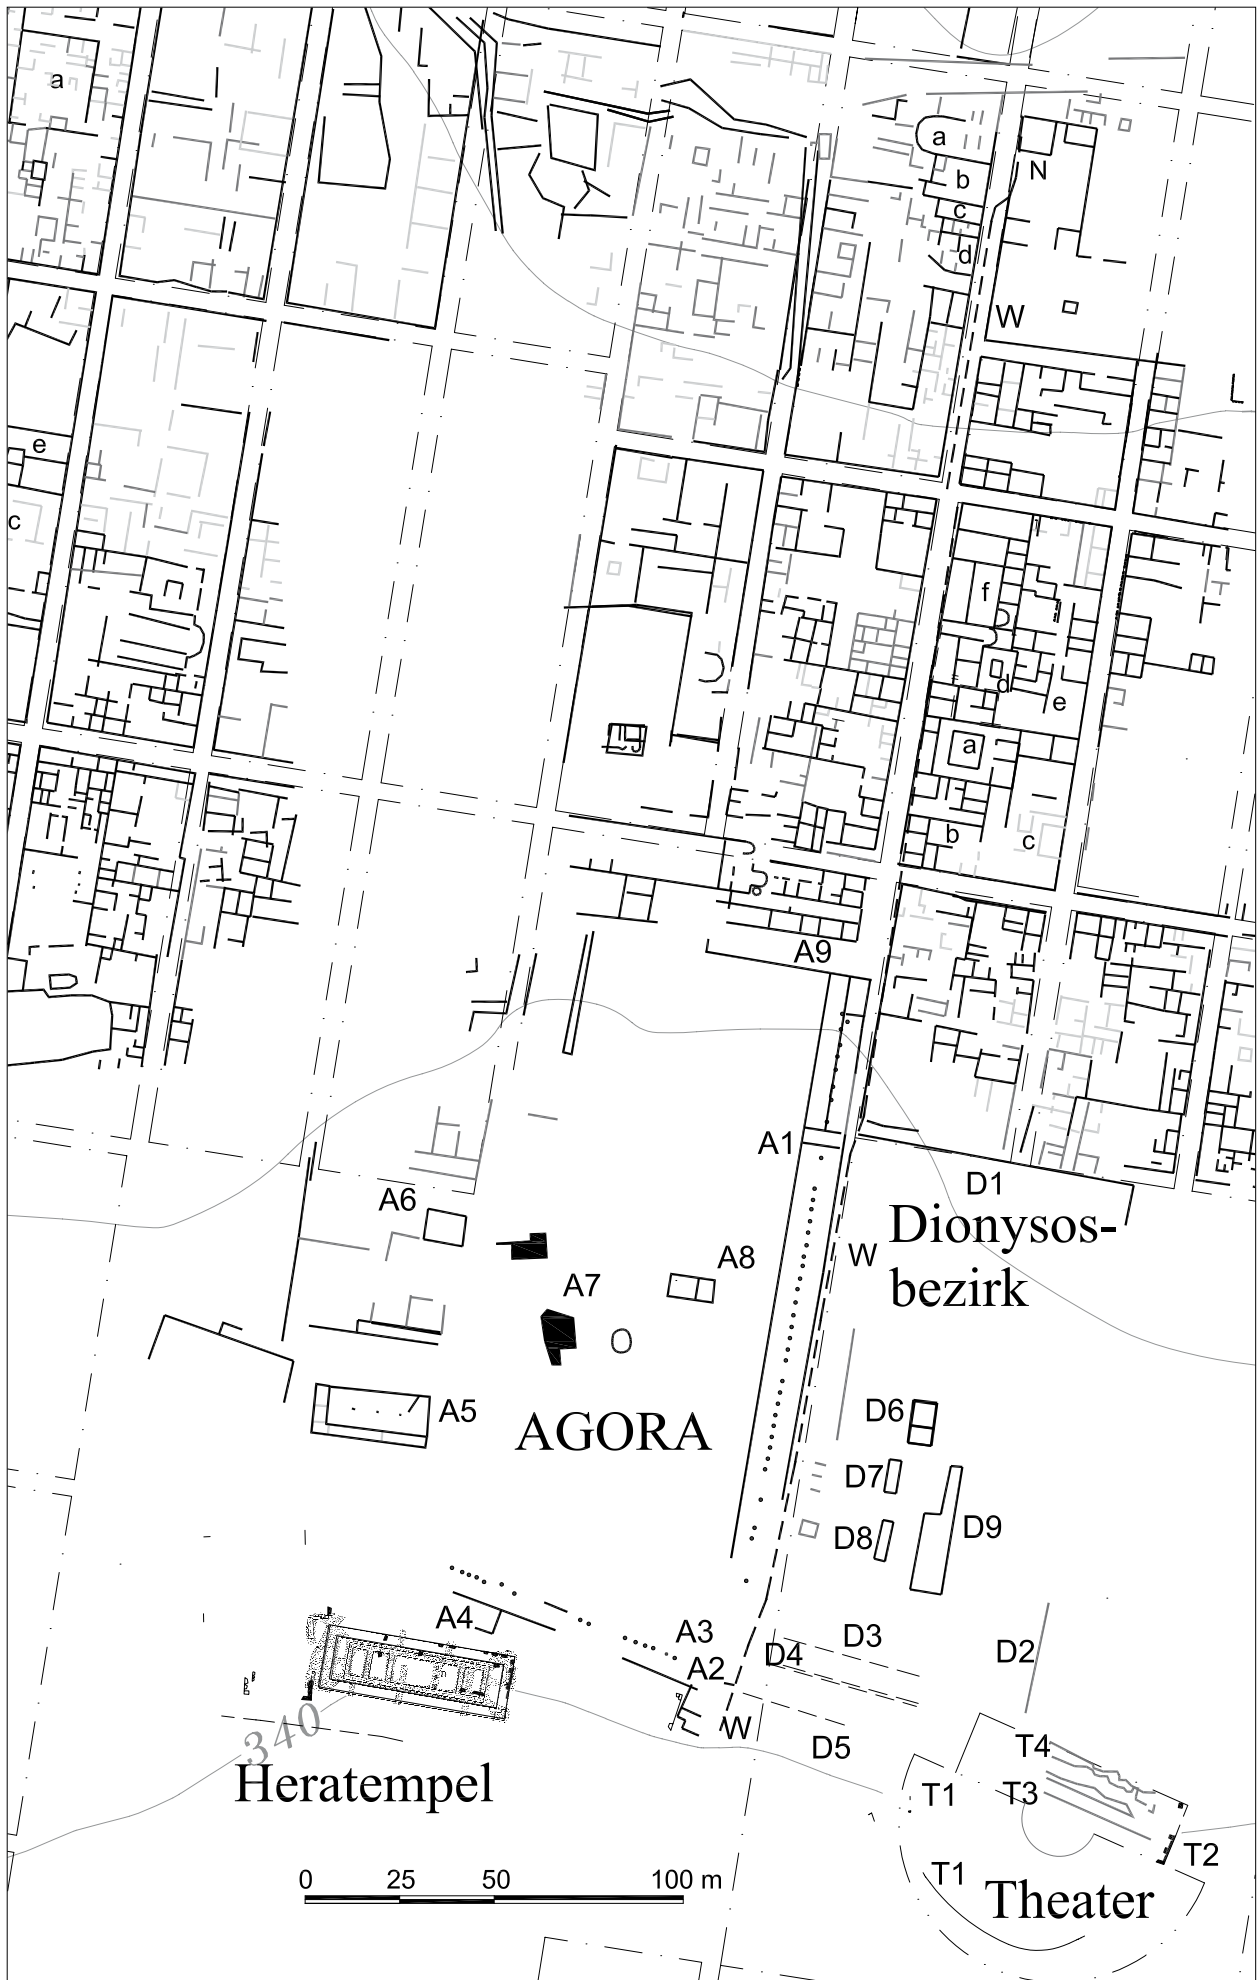 a
a
N
b
c
d
W
e
c
f
d
e
a
b
c
A9
A1
D1
A6
Dionysos-
bezirk
W
A8
A7
D6
A5
AGORA
D7
D9
D8
A4
A3
D3
D2
D4
A2
W
340
D5
T4
Heratempel
T1
T3
T2
T1
Theater
0 25 50 100 m